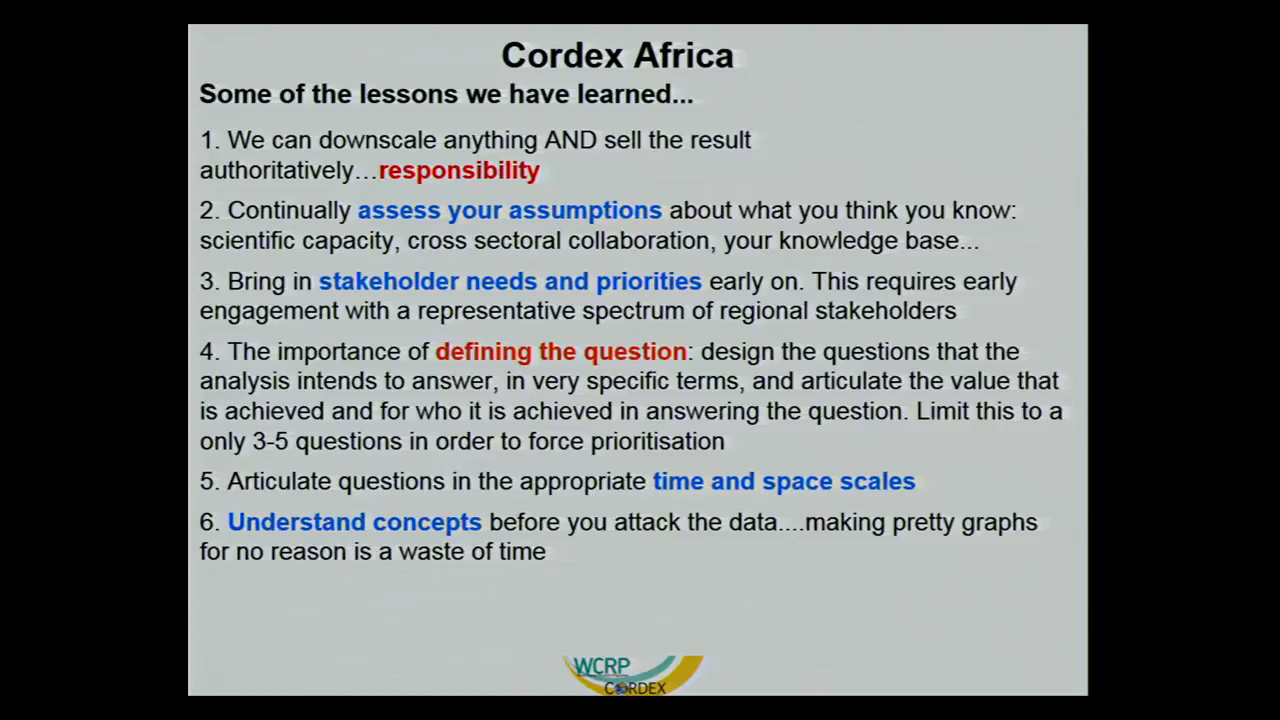 Cordex Africa
Some of the lessons we have learned...
1. We can downscale anything AND sell the result
authoritatively…responsibility
2. Continually assess your assumptions about what you think you know:
scientific capacity, cross sectoral collaboration, your knowledge base...
3. Bring in stakeholder needs and priorities early on. This requires early
engagement with a representative spectrum of regional stakeholders
4. The importance of defining the question: design the questions that the
analysis intends to answer, in very specific terms, and articulate the value that
is achieved and for who it is achieved in answering the question. Limit this to a
only 3-5 questions in order to force prioritisation
5. Articulate questions in the appropriate time and space scales
6. Understand concepts before you attack the data....making pretty graphs
for no reason is a waste of time
WCRP
CORDEX